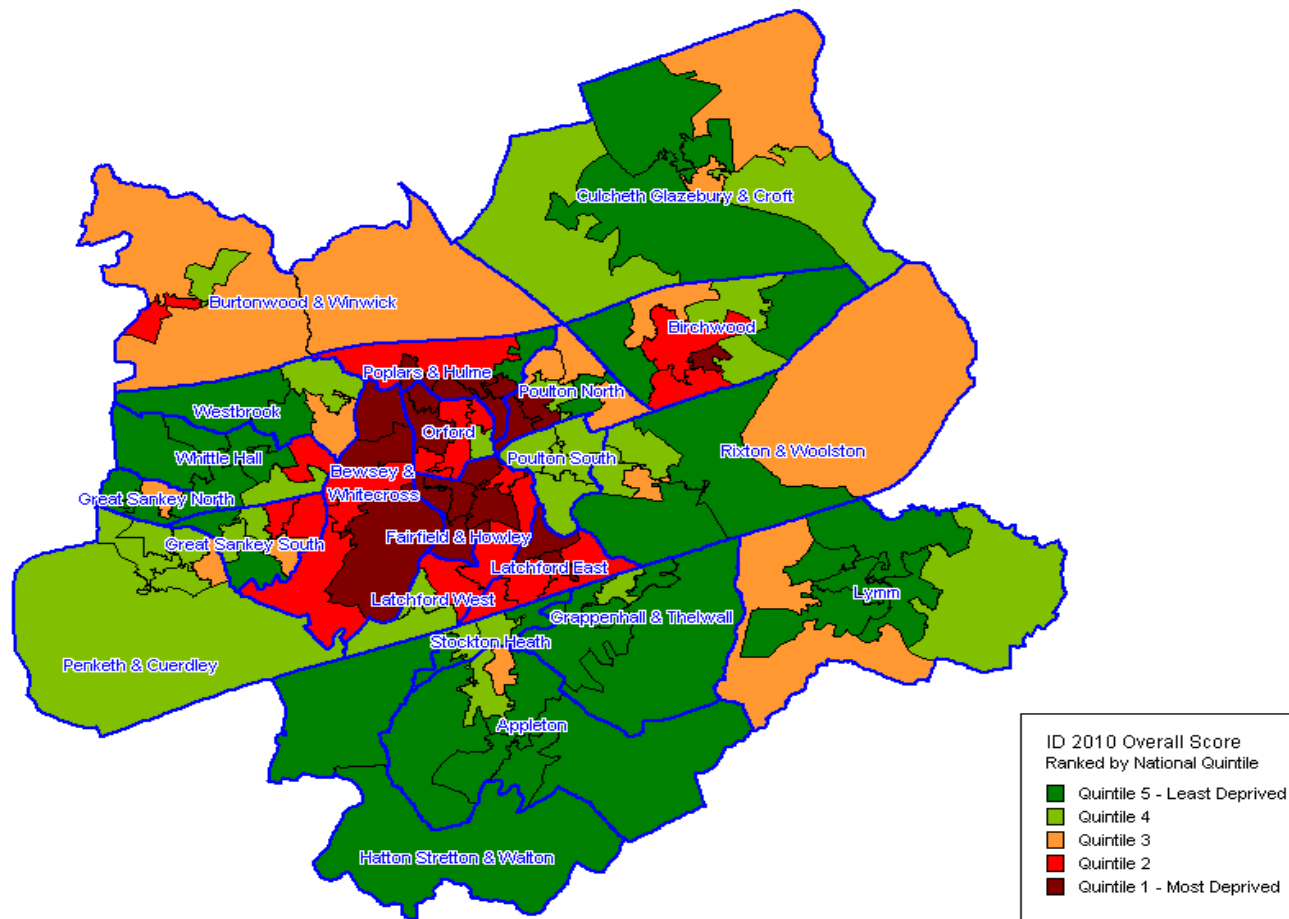 Culcheth Glazebury & Croft
Burtonwood & Winwick
Birchwood
Poplars & Hulme
Poulton North
Westbrook
Orford
Whittle Hall
Poulton South
Rixton & Woolston
Bewsey &
Whitecross
Great Sankey North
Great Sankey South
Fairfield & Howley
Latchford East
Latchford West
Lymm
Grappenhall & Thelwall
Stockton Heath
Penketh & Cuerdley
Appleton
Hatton Stretton & Walton
ID 2010 Overall Score
Ranked by National Quintile
Quintile 5 - Least Deprived
Quintile 4
Quintile 3
Quintile 2
Quintile 1 - Most Deprived